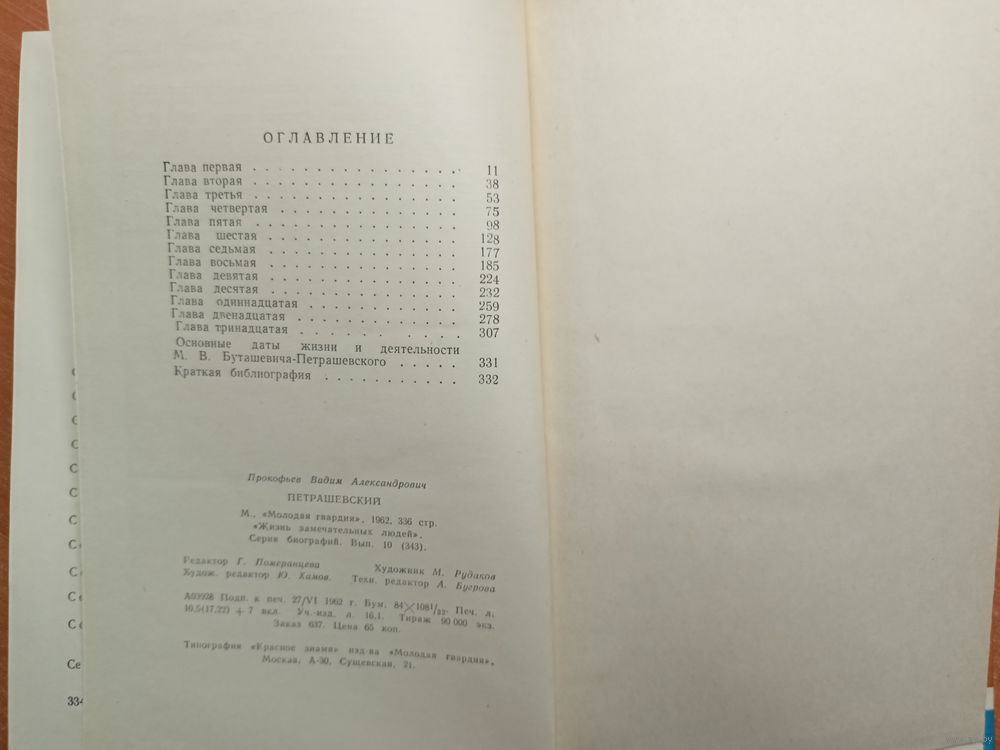 ОГЛАВЛЕНИЕ
Глава первая . . . . . . . . . . . . . . . 11
Глава вторая . . . . . . . . . . . . . . . 38
Глава третья . . . . . . . . . . . . . . . 53
Глава четвертая . . . . . . . . . . . . . 75
Глава пятая . . . . . . . . . . . . . . 98
Глава шестая . . . . . . . . . . . . . . 128
Глава седьмая . . . . . . . . . . . . . . 177
Глава восьмая . . . . . . . . . . . . . . 185
Глава девятая . . . . . . . . . . . . . . 224
Глава десятая . . . . . . . . . . . . . . 232
Глава одиннадцатая . . . . . . . . . . . 259
Глава двенадцатая . . . . . . . . . . . . 278
Глава тринадцатая . . . . . . . . . . 307
Основные даты жизни и деятельности
М. В. Буташевича-Петрашевского . . . . . 331
Краткая библиография . . . . . . . . . . . 332
Прокофьев Вадим Александрович
ПЕТРАШЕВСКИЙ
М., «Молодая гвардия», 1962, 336 стр.
«Жизнь замечательных людей».
Серия биографий. Вып. 10 (343).
Редактор Г. Померанцева Художник М. Рудаков
Худож. редактор Ю. Хамов. Техн. редактор А. Бугрова
А03928 Подп. к печ. 27/VI 1962 г. Бум. 84×108¹/₃₂. Печ. л.
10,5(17,22) + 7 вкл. Уч.-изд. л. 16,1. Тираж 90 000 экз.
Заказ 637. Цена 65 коп.
Типография «Красное знамя» изд-ва «Молодая гвардия»,
Москва, А-30, Сущевская, 21.
С
С
С
С
С
С
Се
334